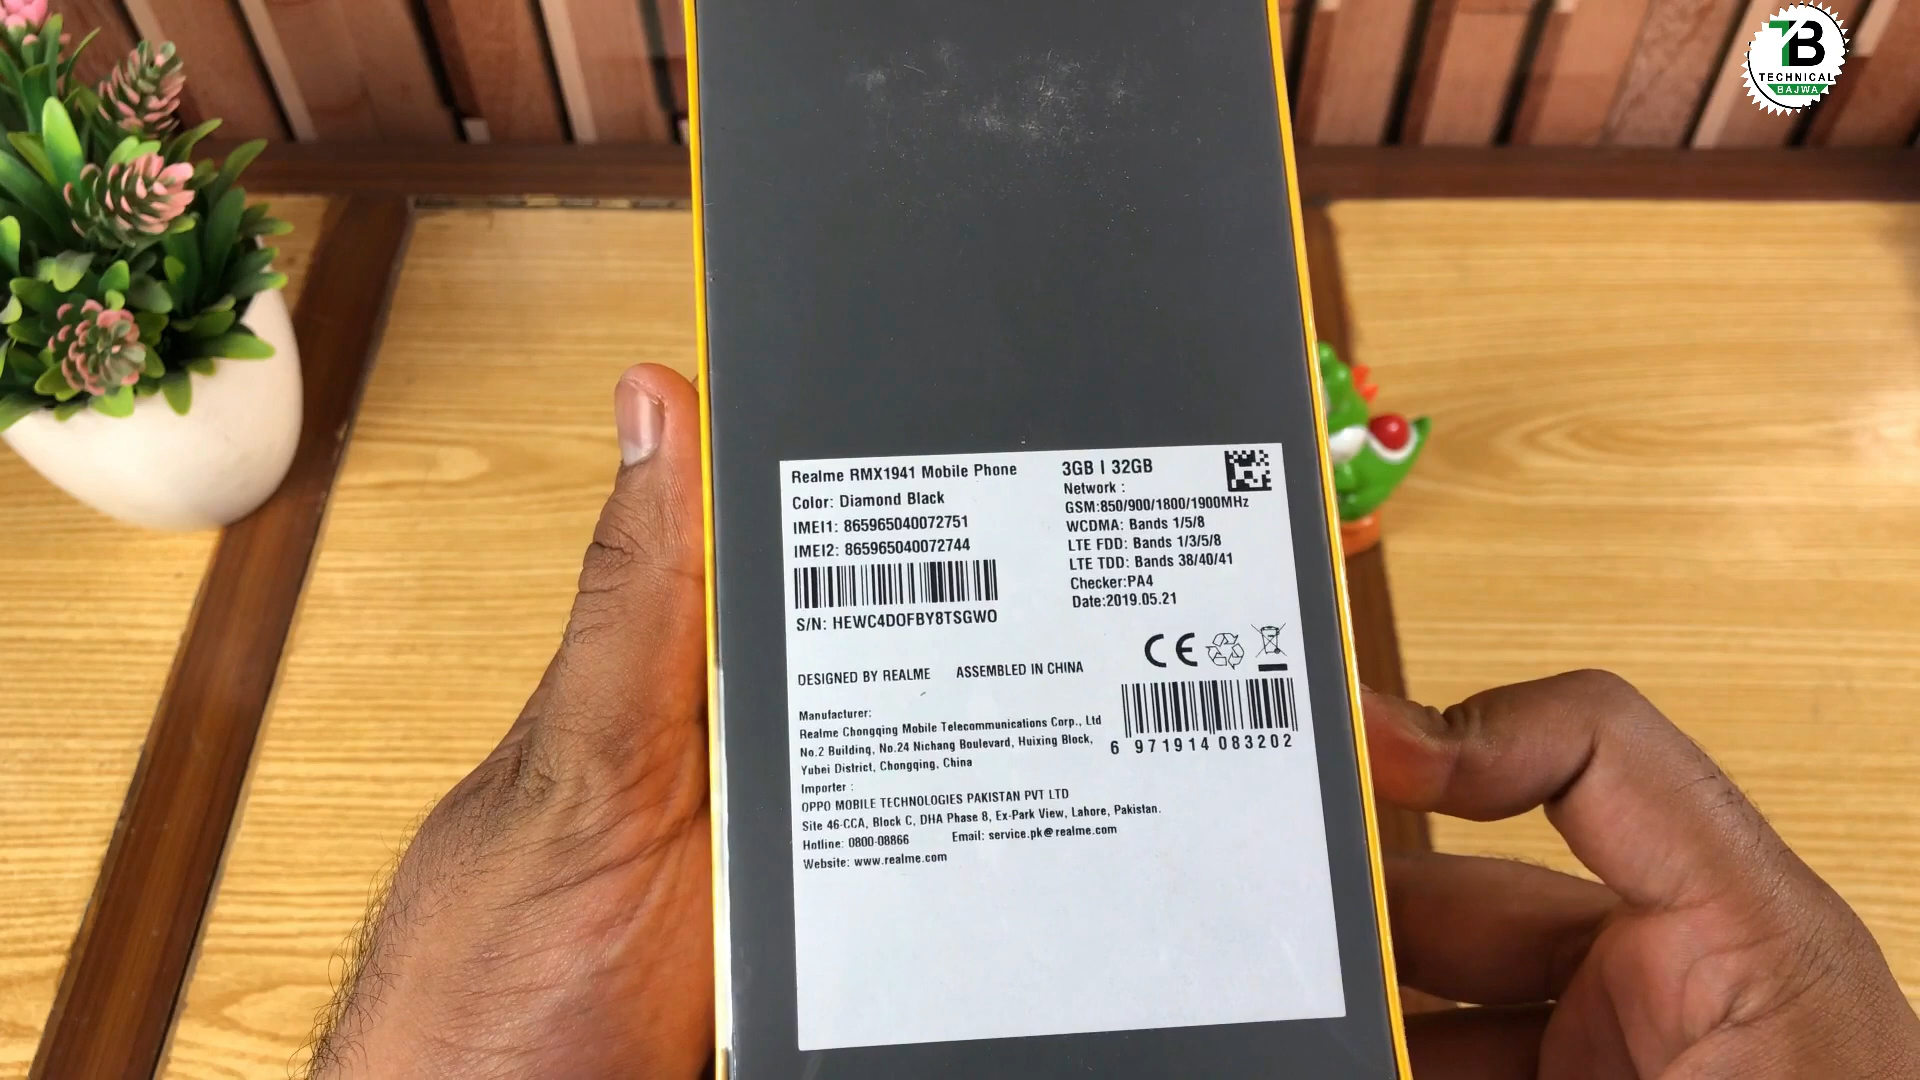 Realme RMX1941 Mobile Phone
Color: Diamond Black
IMEI1: 865965040072751
IMEI2: 865965040072744
S/N: HEWC4DOFBY8TSGWO
3GB | 32GB
Network :
GSM:850/900/1800/1900MHz
WCDMA: Bands 1/5/8
LTE FDD: Bands 1/3/5/8
LTE TDD: Bands 38/40/41
Checker:PA4
Date:2019.05.21
CE
DESIGNED BY REALME ASSEMBLED IN CHINA
6 971914 083202
Manufacturer:
Realme Chongqing Mobile Telecommunications Corp., Ltd
No.2 Building, No.24 Nichang Boulevard, Huixing Block,
Yubei District, Chongqing, China
Importer :
OPPO MOBILE TECHNOLOGIES PAKISTAN PVT LTD
Site 46-CCA, Block C, DHA Phase 8, Ex-Park View, Lahore, Pakistan.
Hotline: 0800-08866 Email: service.pk@realme.com
Website: www.realme.com
TB
TECHNICAL
BAJWA